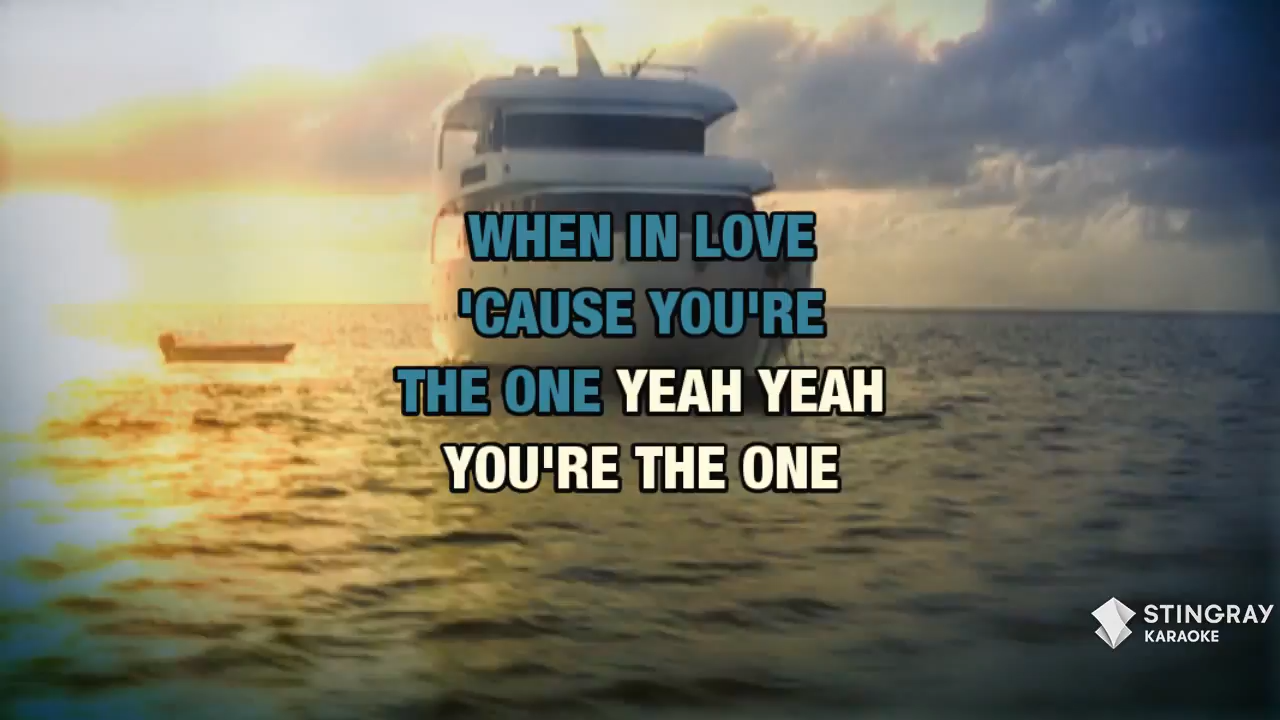 WHEN IN LOVE
'CAUSE YOU'RE
THE ONE YEAH YEAH
YOU'RE THE ONE
STINGRAY
KARAOKE